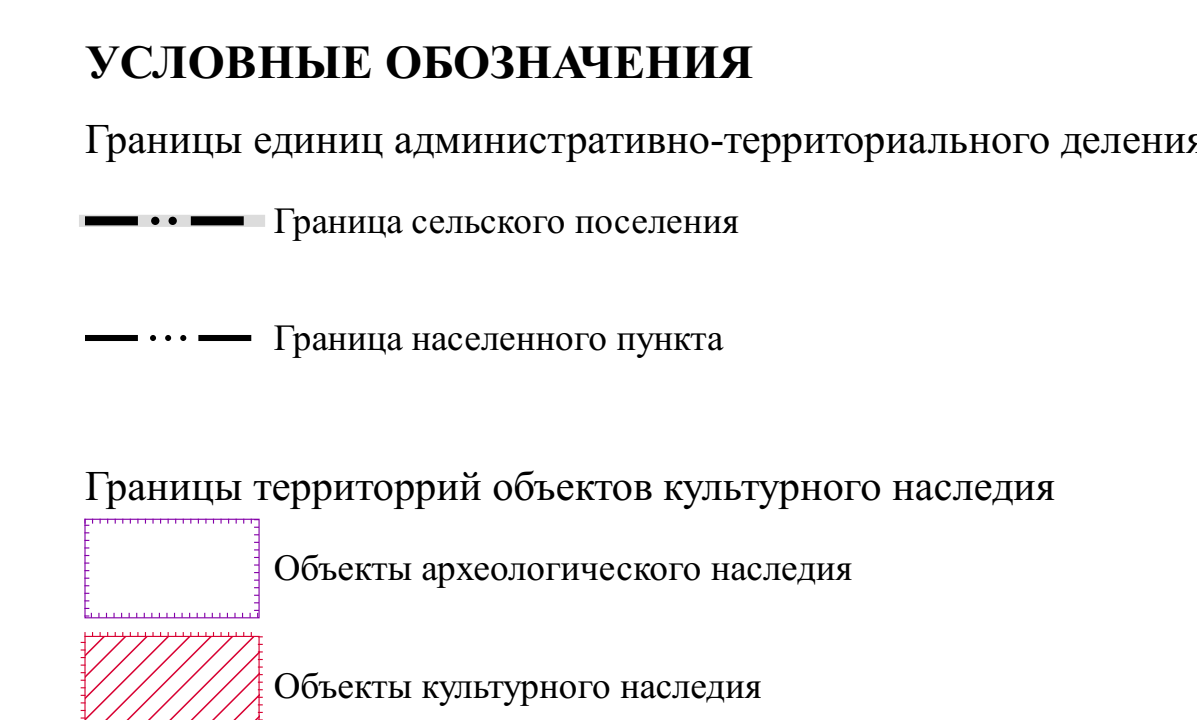 УСЛОВНЫЕ ОБОЗНАЧЕНИЯ
Границы единиц административно-территориального деления
Граница сельского поселения
Граница населенного пункта
Границы территоррий объектов культурного наследия
Объекты археологического наследия
Объекты культурного наследия